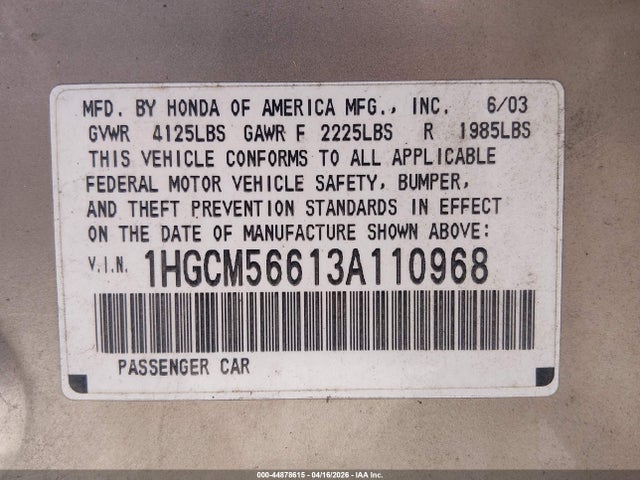 MFD. BY HONDA OF AMERICA MFG., INC. 6/03
GVWR 4125LBS GAWR F 2225LBS R 1985LBS
THIS VEHICLE CONFORMS TO ALL APPLICABLE
FEDERAL MOTOR VEHICLE SAFETY, BUMPER,
AND THEFT PREVENTION STANDARDS IN EFFECT
ON THE DATE OF MANUFACTURE SHOWN ABOVE:
V.I.N. 1HGCM56613A110968
PASSENGER CAR
000-44878615 - 04/16/2026 - IAA Inc.